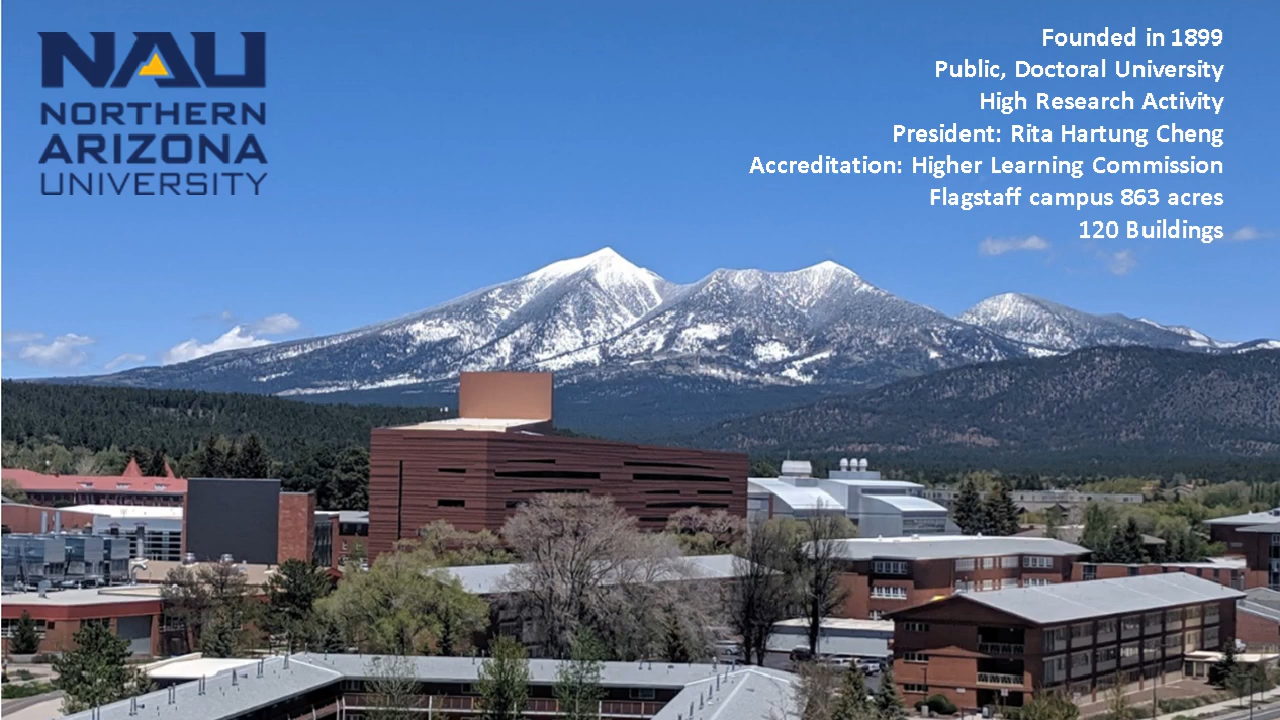 NAU
NORTHERN
ARIZONA
UNIVERSITY
Founded in 1899
Public, Doctoral University
High Research Activity
President: Rita Hartung Cheng
Accreditation: Higher Learning Commission
Flagstaff campus 863 acres
120 Buildings